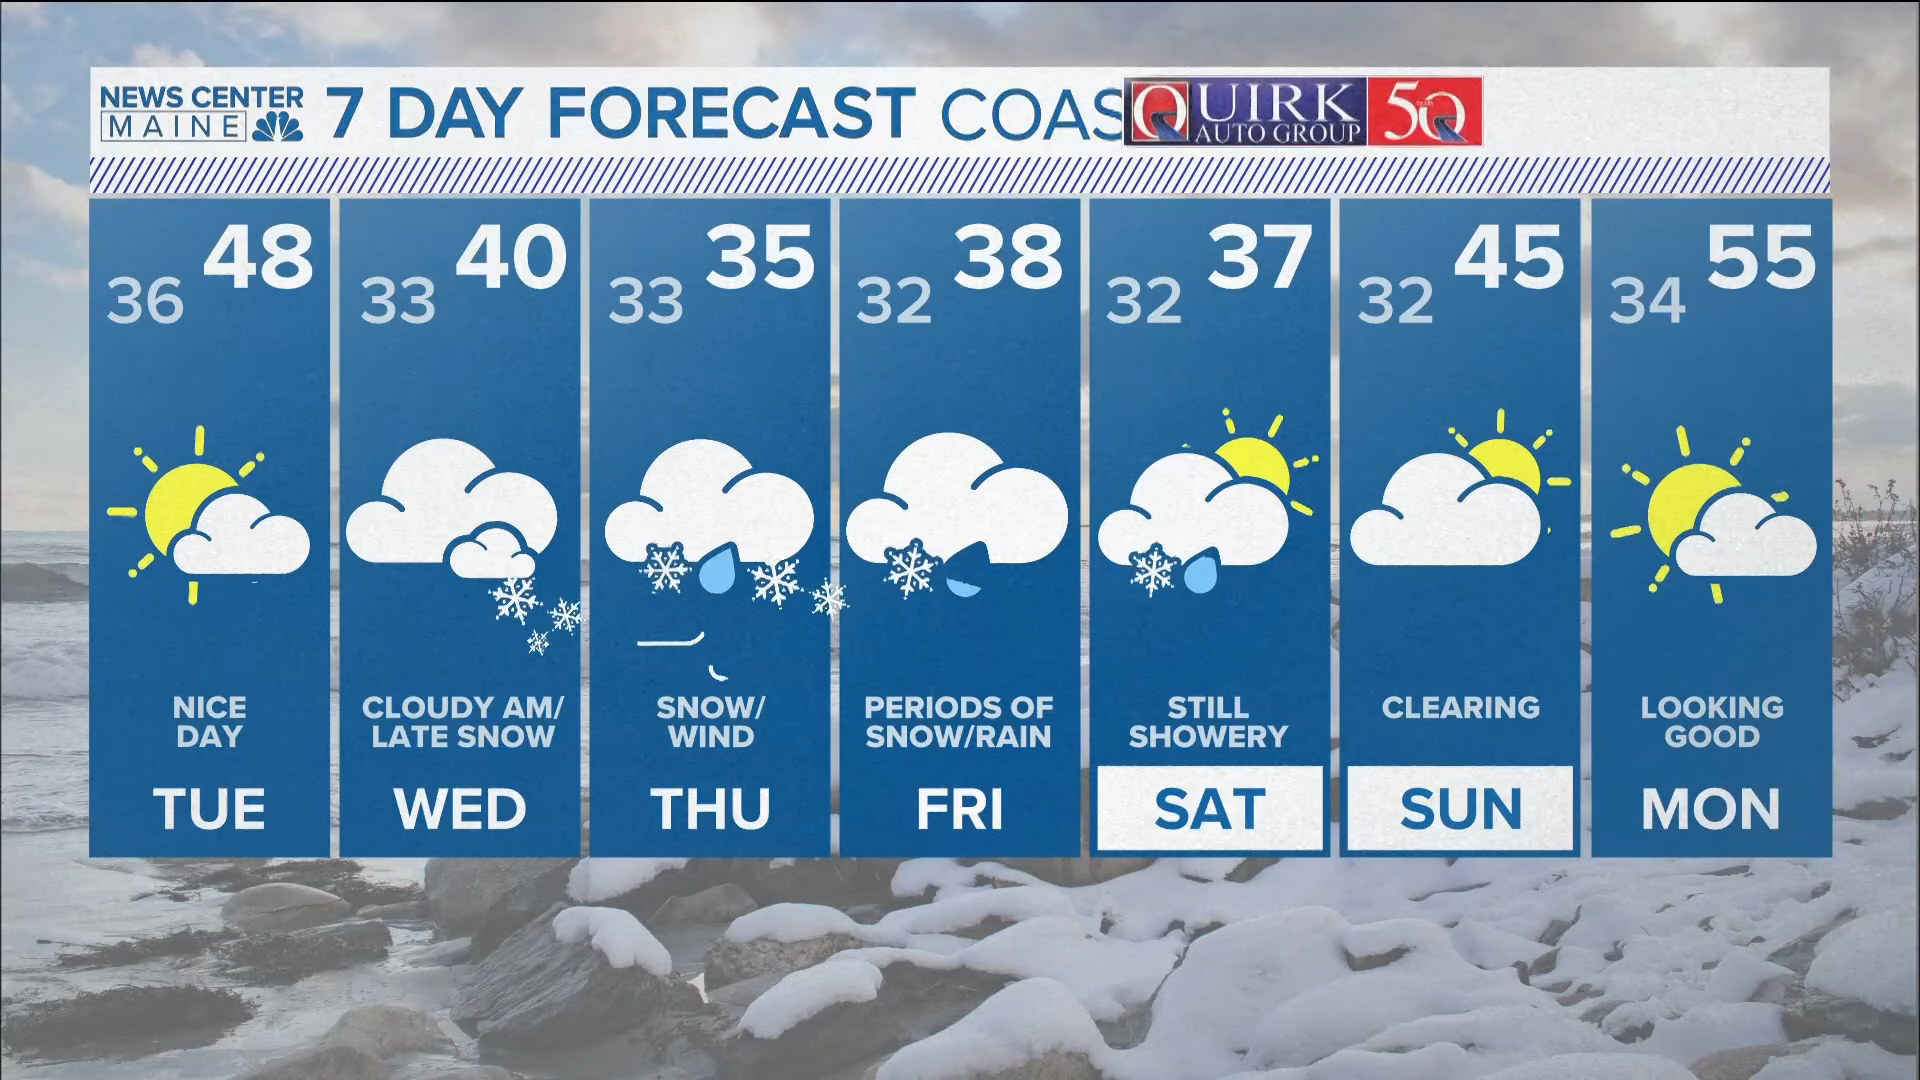 NEWS CENTER
MAINE
7 DAY FORECAST COAS
QUIRK
AUTO GROUP
50
36 48
33 40
33 35
32 38
32 37
32 45
34 55
NICE
DAY
CLOUDY AM/
LATE SNOW
SNOW/
WIND
PERIODS OF
SNOW/RAIN
STILL
SHOWERY
CLEARING
LOOKING
GOOD
TUE
WED
THU
FRI
SAT
SUN
MON